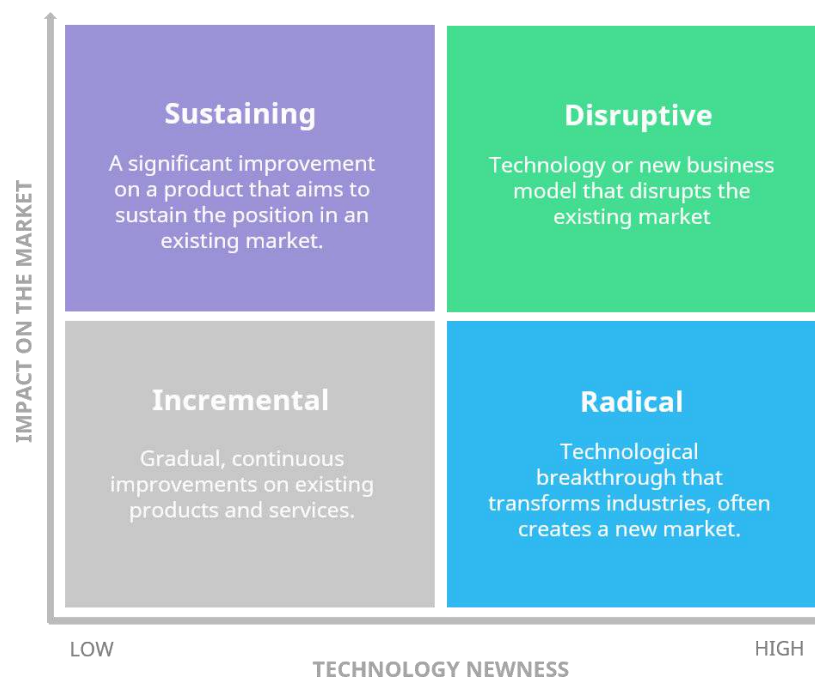 IMPACT ON THE MARKET
Sustaining
A significant improvement
on a product that aims to
sustain the position in an
existing market.
Disruptive
Technology or new business
model that disrupts the
existing market
Incremental
Gradual, continuous
improvements on existing
products and services.
Radical
Technological
breakthrough that
transforms industries, often
creates a new market.
LOW
HIGH
TECHNOLOGY NEWNESS